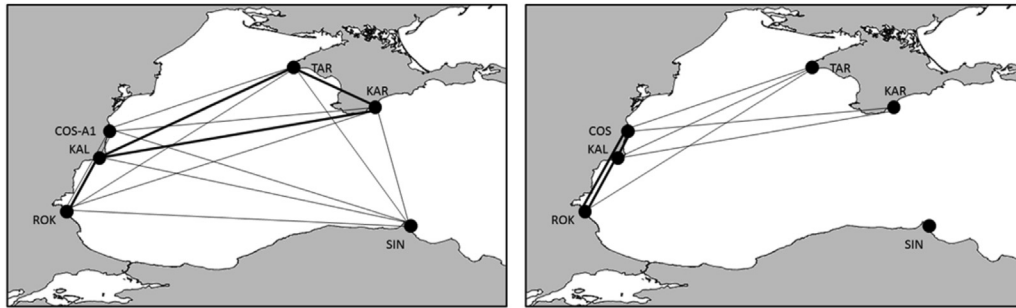 TAR
KAR
COS-A1
KAL
ROK
SIN
TAR
KAR
COS
KAL
ROK
SIN